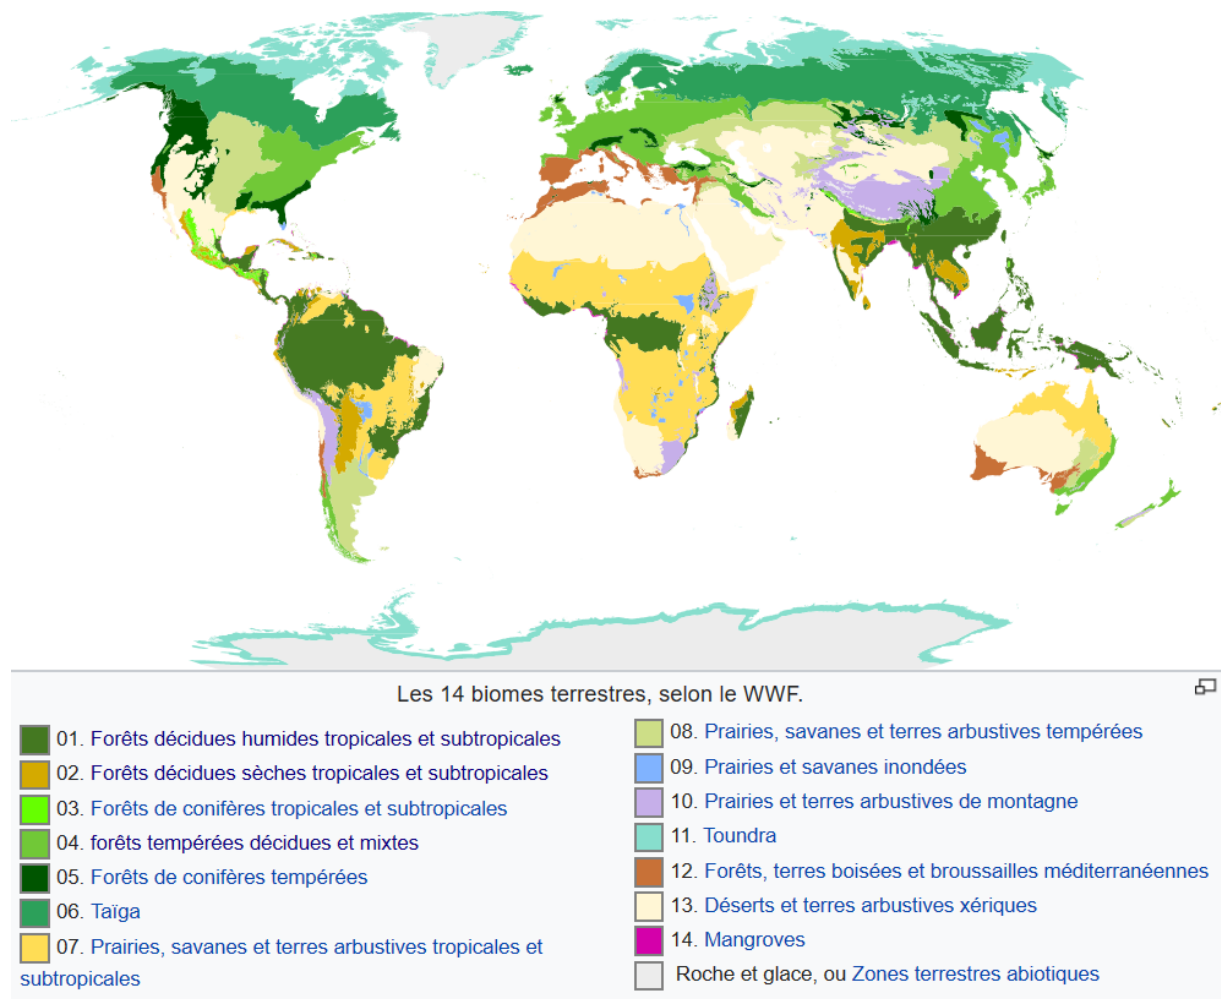 Les 14 biomes terrestres, selon le WWF.
01. Forêts décidues humides tropicales et subtropicales
02. Forêts décidues sèches tropicales et subtropicales
03. Forêts de conifères tropicales et subtropicales
04. forêts tempérées décidues et mixtes
05. Forêts de conifères tempérées
06. Taïga
07. Prairies, savanes et terres arbustives tropicales et
subtropicales
08. Prairies, savanes et terres arbustives tempérées
09. Prairies et savanes inondées
10. Prairies et terres arbustives de montagne
11. Toundra
12. Forêts, terres boisées et broussailles méditerranéennes
13. Déserts et terres arbustives xériques
14. Mangroves
Roche et glace, ou Zones terrestres abiotiques